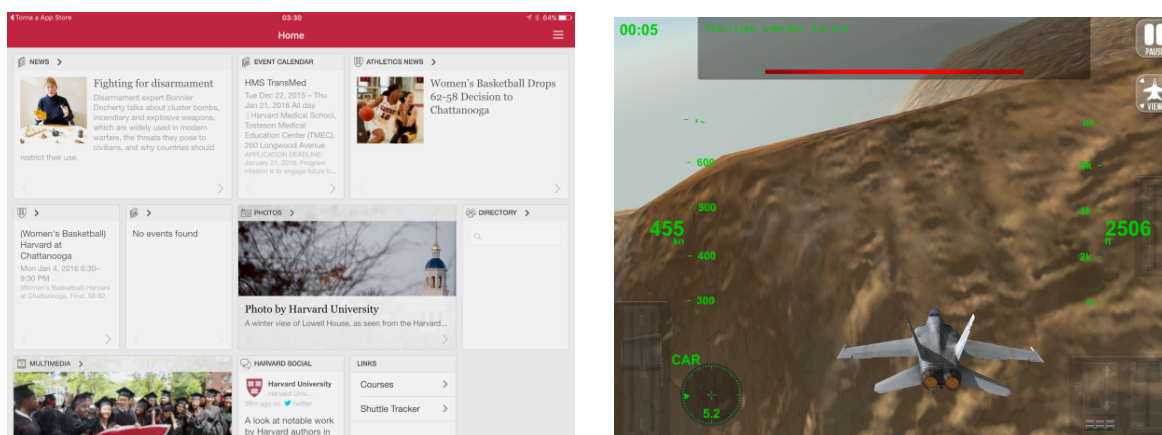 Torna a App Store 03:30 64%
Home
NEWS >
Fighting for disarmament
Disarmament expert Bonnier
Docherty talks about cluster bombs,
incendiary and explosive weapons,
which are widely used in modern
warfare, the threats they pose to
civilians, and why countries should
restrict their use.
EVENT CALENDAR
HMS TransMed
Tue Dec 22, 2015 – Thu
Jan 21, 2016 All day
| Harvard Medical School,
Tosteson Medical
Education Center (TMEC),
260 Longwood Avenue
APPLICATION DEADLINE:
January 21, 2015. Program
mission is to engage future b...
ATHLETICS NEWS >
Women's Basketball Drops
62-58 Decision to
Chattanooga
(Women's Basketball)
Harvard at
Chattanooga
Mon Jan 4, 2016 6:30–
9:30 PM
(Women's Basketball) Harvard
at Chattanooga, Final, 58-62
No events found
PHOTOS >
Photo by Harvard University
A winter view of Lowell House, as seen from the Harvard...
DIRECTORY >
MULTIMEDIA >
HARVARD SOCIAL
Harvard University
Harvard Univ...
on twitter
A look at notable work
by Harvard authors in
LINKS
Courses >
Shuttle Tracker >
00:05
PAUSE
VIEW
- 600
- 500
455
kn
- 400
- 300
4k -
2506
ft
2k -
0
CAR
5.2